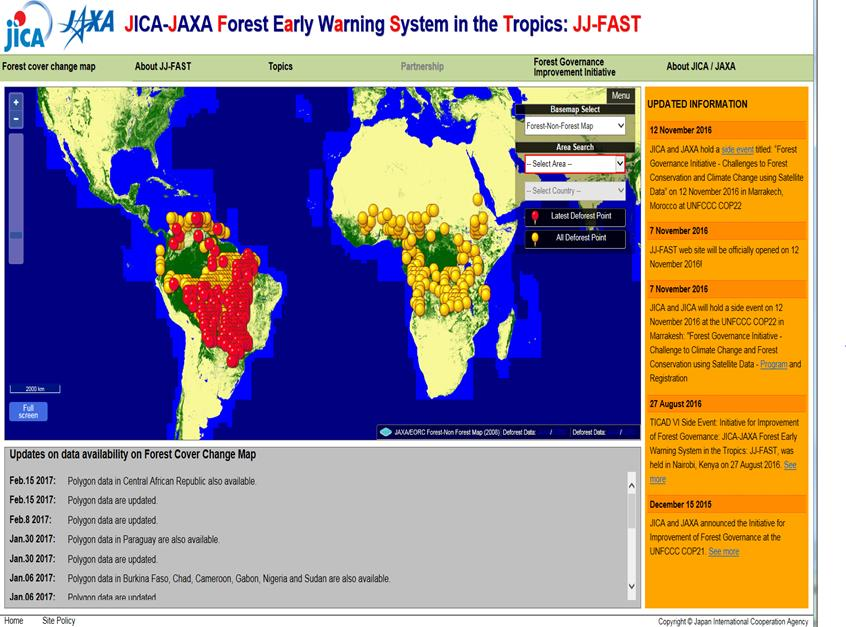 JICA
JAXA
JICA-JAXA Forest Early Warning System in the Tropics: JJ-FAST
Forest cover change map
About JJ-FAST
Topics
Partnership
Forest Governance
Improvement Initiative
About JICA / JAXA
+
−
Menu
Basemap Select
Forest-Non-Forest Map
Area Search
-- Select Area --
-- Select Country --
Latest Deforest Point
All Deforest Point
2000 km
Full
screen
JAXA/EORC Forest-Non Forest Map (2008) Deforest Data: / Deforest Data: /
UPDATED INFORMATION
12 November 2016
JICA and JAXA hold a side event titled: "Forest
Governance Initiative - Challenges to Forest
Conservation and Climate Change using Satellite
Data" on 12 November 2016 in Marrakech,
Morocco at UNFCCC COP22
7 November 2016
JJ-FAST web site will be officially opened on 12
November 2016!
7 November 2016
JICA and JICA will hold a side event on 12
November 2016 at the UNFCCC COP22 in
Marrakesh: "Forest Governance Initiative -
Challenge to Climate Change and Forest
Conservation using Satellite Data - Program and
Registration
27 August 2016
TICAD VI Side Event: Initiative for Improvement
of Forest Governance: JICA-JAXA Forest Early
Warning System in the Tropics: JJ-FAST, was
held in Nairobi, Kenya on 27 August 2016. See
more
December 15 2015
JICA and JAXA announced the Initiative for
Improvement of Forest Governance at the
UNFCCC COP21. See more
Updates on data availability on Forest Cover Change Map
Feb.15 2017: Polygon data in Central African Republic also available.
Feb.15 2017: Polygon data are updated.
Feb.8 2017: Polygon data are updated.
Jan.30 2017: Polygon data in Paraguay are also available.
Jan.30 2017: Polygon data are updated.
Jan.06 2017: Polygon data in Burkina Faso, Chad, Cameroon, Gabon, Nigeria and Sudan are also available.
Jan.06 2017: Polygon data are updated.
Home
Site Policy
Copyright © Japan International Cooperation Agency